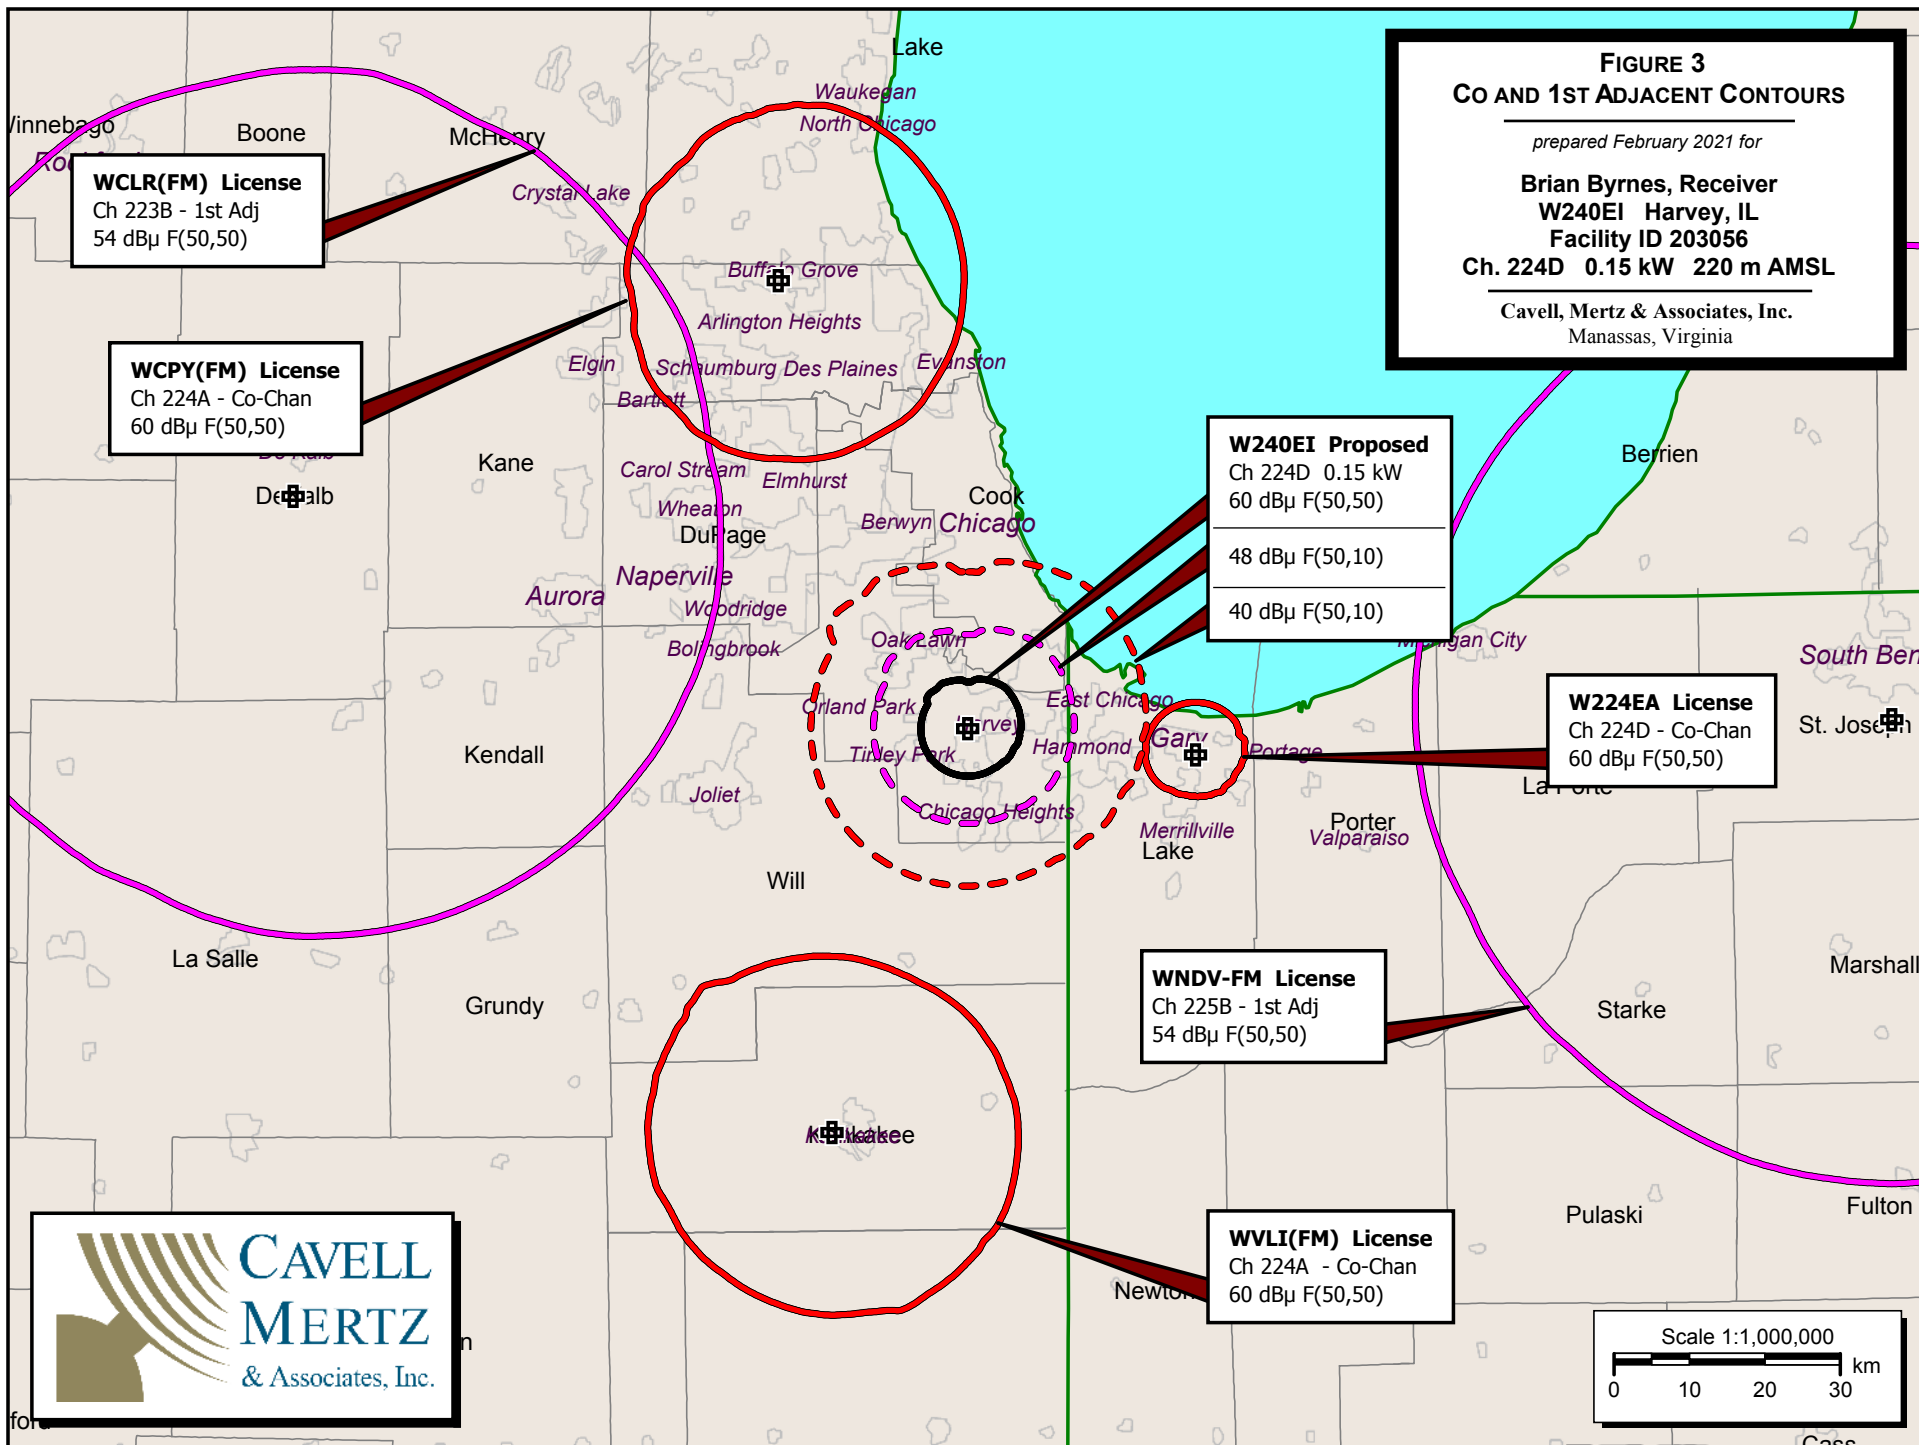 FIGURE 3
CO AND 1ST ADJACENT CONTOURS
prepared February 2021 for
Brian Byrnes, Receiver
W240EI Harvey, IL
Facility ID 203056
Ch. 224D 0.15 kW 220 m AMSL
Cavell, Mertz & Associates, Inc.
Manassas, Virginia
Lake
Waukegan
North Chicago
Boone
McHenry
Crystal Lake
WCLR(FM) License
Ch 223B - 1st Adj
54 dBµ F(50,50)
Buffalo Grove
Arlington Heights
Elgin
Schaumburg
Des Plaines
Evanston
Bartlett
WCPY(FM) License
Ch 224A - Co-Chan
60 dBµ F(50,50)
Kane
Carol Stream
Elmhurst
Cook
Wheaton
Berwyn
Chicago
DuPage
Naperville
Aurora
Woodridge
Bolingbrook
W240EI Proposed
Ch 224D 0.15 kW
60 dBµ F(50,50)
48 dBµ F(50,10)
40 dBµ F(50,10)
Berrien
Michigan City
South Ben
Oak Lawn
Orland Park
Harvey
East Chicago
Tinley Park
Hammond
Gary
Portage
W224EA License
Ch 224D - Co-Chan
60 dBµ F(50,50)
St. Joseph
La Porte
Kendall
Joliet
Chicago Heights
Merrillville
Lake
Porter
Valparaiso
Will
La Salle
Grundy
WNDV-FM License
Ch 225B - 1st Adj
54 dBµ F(50,50)
Marshall
Starke
Kankakee
Pulaski
Fulton
WVLI(FM) License
Ch 224A - Co-Chan
60 dBµ F(50,50)
Newton
CAVELL
MERTZ
& Associates, Inc.
Scale 1:1,000,000
km
0 10 20 30